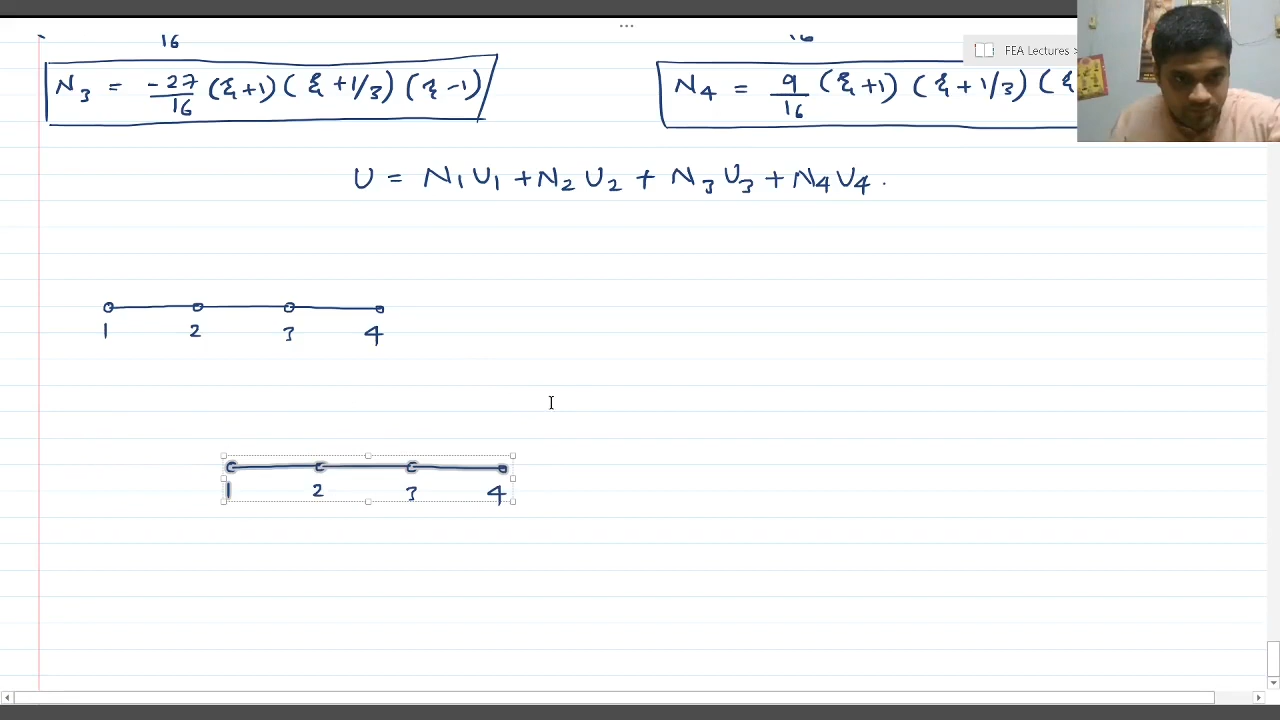 16
16
FEA Lectures >
N3 = -27/16 (ξ+1)(ξ+1/3)(ξ-1)
N4 = 9/16 (ξ+1)(ξ+1/3)(ξ
U = N1U1 + N2U2 + N3U3 + N4U4.
1 2 3 4
1 2 3 4